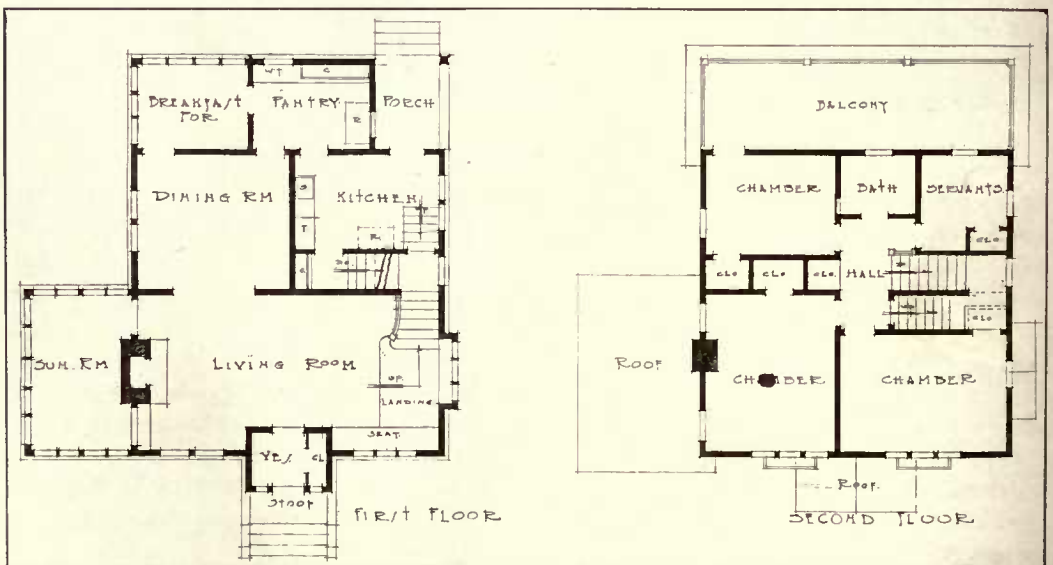 BREAKFAST
POR.
PANTRY
PORCH
R
DINING RM
KITCHEN
S
T
SUN. RM
LIVING ROOM
UP
LANDING
SEAT.
VES.
CL
STOOP
FIRST FLOOR
BALCONY
CHAMBER
BATH
SERVANTS
CLO
CLO
CLO
CLO
HALL
CLO
ROOF
CHAMBER
CHAMBER
ROOF.
SECOND FLOOR